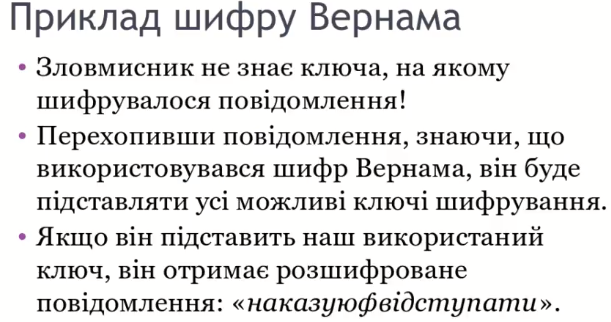 Приклад шифру Вернама
• Зловмисник не знає ключа, на якому
шифрувалося повідомлення!
• Перехопивши повідомлення, знаючи, що
використовувався шифр Вернама, він буде
підставляти усі можливі ключі шифрування.
• Якщо він підставить наш використаний
ключ, він отримає розшифроване
повідомлення: «наказуюфвідступати».